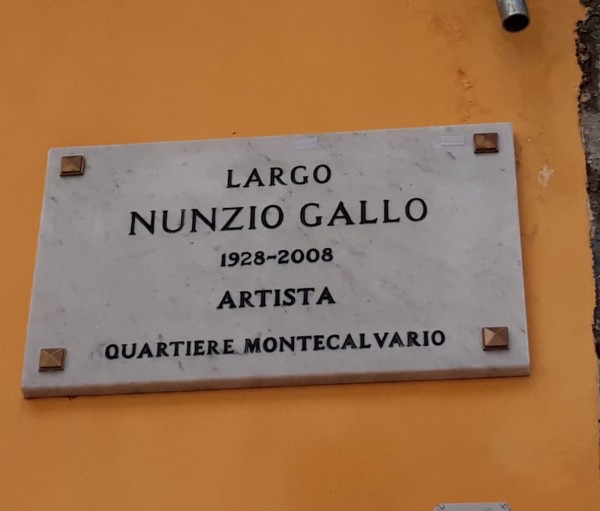 LARGO
NUNZIO GALLO
1928-2008
ARTISTA
QUARTIERE MONTECALVARIO